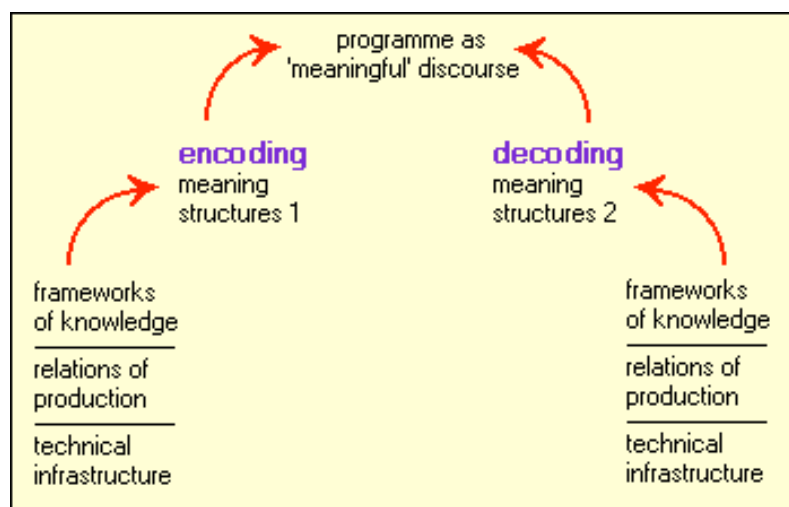 programme as
'meaningful' discourse
encoding
meaning
structures 1
decoding
meaning
structures 2
frameworks
of knowledge
relations of
production
technical
infrastructure
frameworks
of knowledge
relations of
production
technical
infrastructure